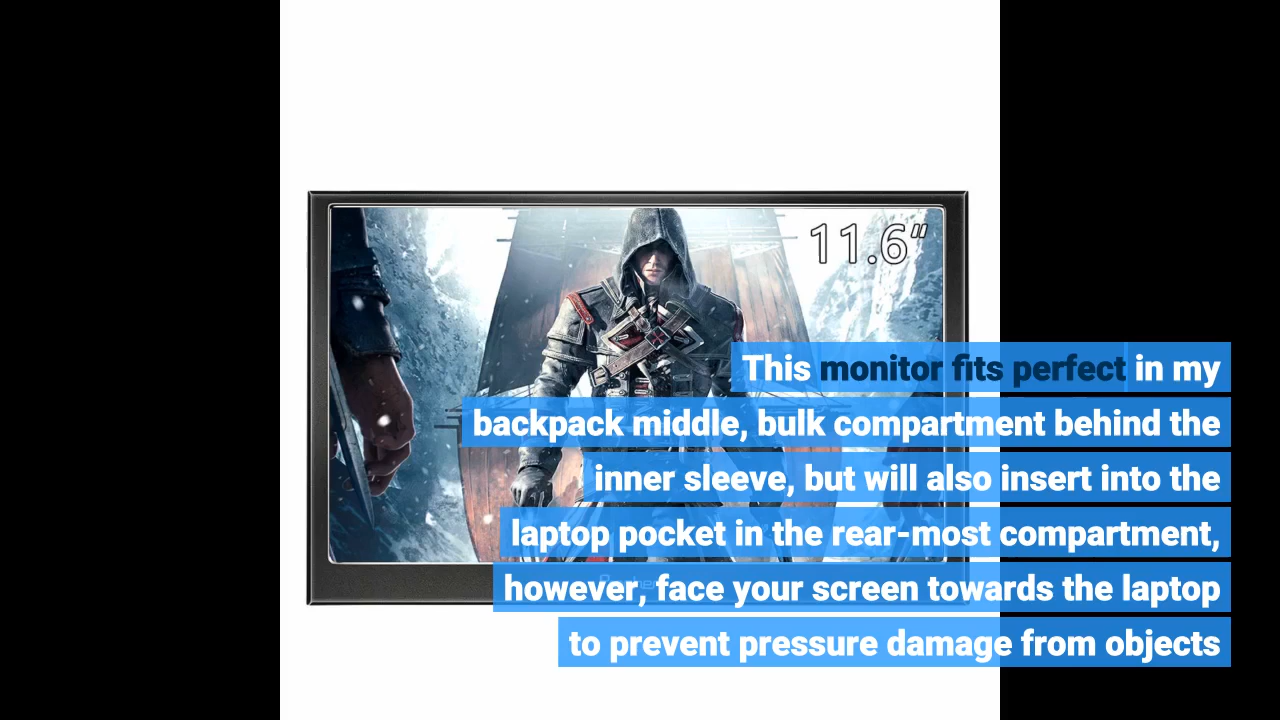 11.6"
This monitor fits perfect in my
backpack middle, bulk compartment behind the
inner sleeve, but will also insert into the
laptop pocket in the rear-most compartment,
however, face your screen towards the laptop
to prevent pressure damage from objects